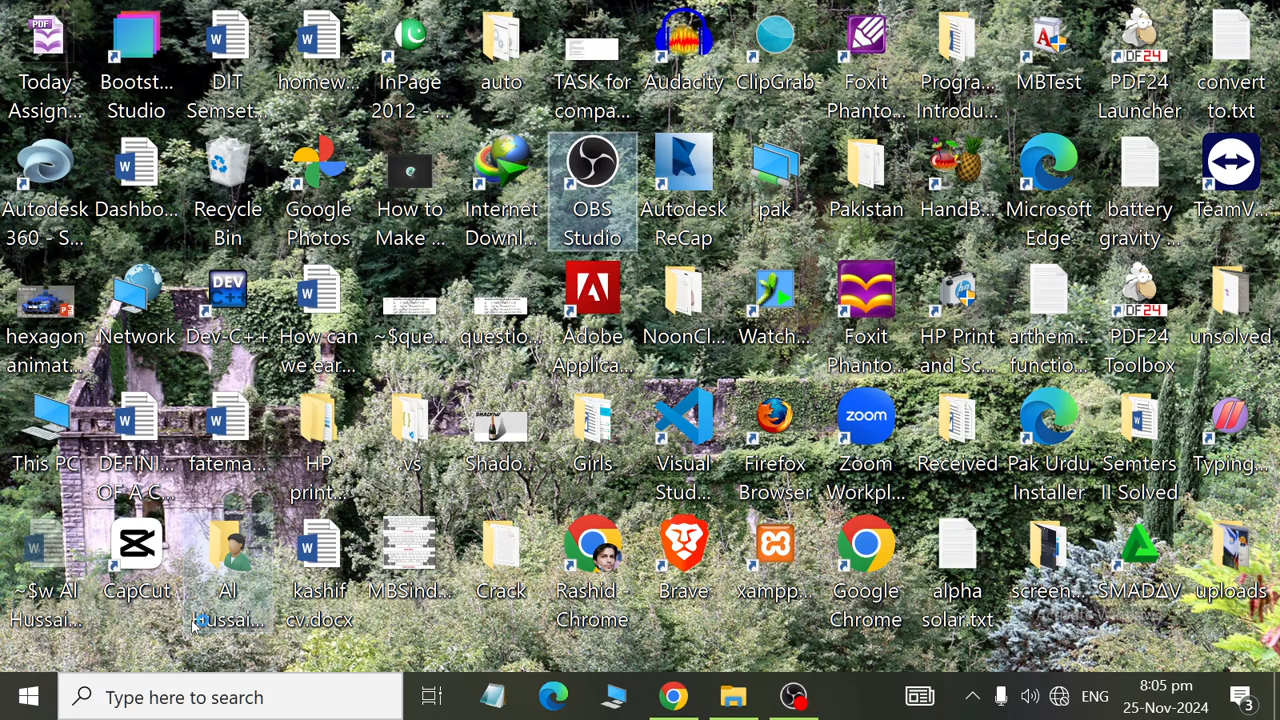 Today
Assign...
Bootst...
Studio
DIT
Semset...
homew...
InPage
2012 - ...
auto
TASK for
compa...
Audacity
ClipGrab
Foxit
Phanto...
Progra...
Introdu...
MBTest
PDF24
Launcher
convert
to.txt
Autodesk
360 - S...
Dashbo...
Recycle
Bin
Google
Photos
How to
Make ...
Internet
Downl...
OBS
Studio
Autodesk
ReCap
pak
Pakistan
HandB...
Microsoft
Edge
battery
gravity ...
TeamV...
hexagon
animat...
Network
Dev-C++
How can
we ear...
~$que...
questio...
Adobe
Applica...
NoonCl...
Watch...
Foxit
Phanto...
HP Print
and Sc...
arthem...
functio...
PDF24
Toolbox
unsolved
This PC
DEFINI...
OF A C...
fatema...
HP
print...
.vs
Shado...
Girls
Visual
Stud...
Firefox
Browser
Zoom
Workpl...
Received
Pak Urdu
Installer
Semters
II Solved
Typing...
~$w Al
Hussai...
CapCut
Al
Hussai...
kashif
cv.docx
MBSind...
Crack
Rashid -
Chrome
Brave
xampp...
Google
Chrome
alpha
solar.txt
screen...
SMADΔV
uploads
Type here to search
ENG
8:05 pm
25-Nov-2024
3